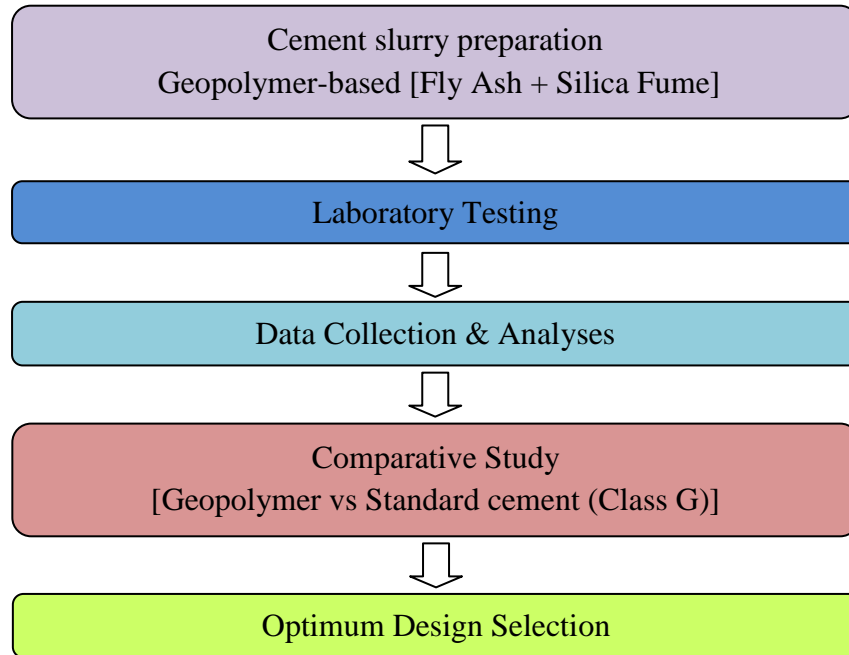 Cement slurry preparation
Geopolymer-based [Fly Ash + Silica Fume]
Laboratory Testing
Data Collection & Analyses
Comparative Study
[Geopolymer vs Standard cement (Class G)]
Optimum Design Selection